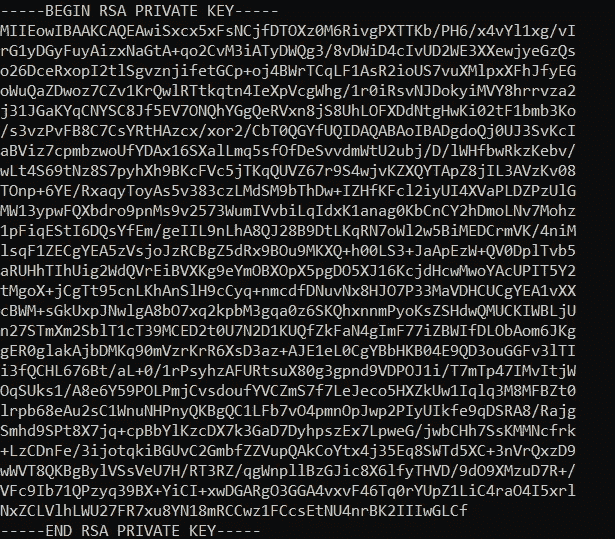 -----BEGIN RSA PRIVATE KEY-----
MIIEowIBAAKCAQEAwiSxcx5xFsNCjfDTOXz0M6RivgPXTTKb/PH6/x4vYl1xg/vI
rG1yDGyFuyAizxNaGtA+qo2CvM3iATyDWQg3/8vDWiD4cIvUD2WE3XXewjyeGzQs
o26DceRxopI2tlSgvznjifetGCp+oj4BWrTCqLF1AsR2ioUS7vuXMlpxXFhJfyEG
oWuQaZDwoz7CZv1KrQwlRTtkqtn4IeXpVcgWhg/1r0iRsvNJDokyiMVY8hrrvza2
j31JGaKYqCNYSC8Jf5EV7ONQhYGgQeRVxn8jS8UhLOFXDdNtgHwKi02tF1bmb3Ko
/s3vzPvFB8C7CsYRtHAzcx/xor2/CbT0QGYfUQIDAQABAoIBADgdoQj0UJ3SvKcI
aBViz7cpmbzwoUfYDAx16SXalLmq5sfOfDeSvvdmWtU2ubj/D/lWHfbwRkzKebv/
wLt4S69tNz8S7pyhXh9BKcFVc5jTKqQUVZ67r9S4wjvKZXQYTApZ8jIL3AVzKv08
TOnp+6YE/RxaqyToyAs5v383czLMdSM9bThDw+IZHfKFcl2iyUI4XVaPLDZPzUlG
MW13ypwFQXbdro9pnMs9v2573WumIVvbiLqIdxK1anag0KbCnCY2hDmoLNv7Mohz
1pFiqEStI6DQsYfEm/geIIL9nLhA8QJ28B9DtLKqRN7oWl2w5BiMEDCrmVK/4niM
lsqF1ZECgYEA5zVsjoJzRCBgZ5dRx9BOu9MKXQ+h00LS3+JaApEzW+QV0DplTvb5
aRUHhTIhUig2WdQVrEiBVXKg9eYmOBXOpX5pgDO5XJ16KcjdHcwMwoYAcUPIT5Y2
tMgoX+jCgTt95cnLKhAnSlH9cCyq+nmcdfDNuvNx8HJO7P33MaVDHCUCgYEA1vXX
cBWM+sGkUxpJNwlgA8bO7xq2kpbM3gqa0z6SKQhxnnmPyoKsZSHdwQMUCKIWBLjU
n27STmXm2SblT1cT39MCED2t0U7N2D1KUQfZkFaN4gImF77iZBWIfDLObAom6JKg
gER0glakAjbDMKq90mVzrKrR6XsD3az+AJE1eL0CgYBbHKB04E9QD3ouGGFv3lTI
i3fQCHL676Bt/aL+0/1rPsyhzAFURtsuX80g3gpnd9VDPOJ1i/T7mTp47IMvItjW
OqSUks1/A8e6Y59POLPmjCvsdoufYVCZmS7f7LeJeco5HXZkUw1Iqlq3M8MFBZt0
lrpb68eAu2sC1WnuNHPnyQKBgQC1LFb7vO4pmnOpJwp2PIyUIkfe9qDSRA8/Rajg
Smhd9SPt8X7jq+cpBbYlKzcDX7k3GaD7DyhpszEx7LpweG/jwbCHh7SsKMMNcfrk
+LzCDnFe/3ijotqkiBGUvC2GmbfZZVupQAkCoYtx4j35Eq8SWTd5XC+3nVrQxzD9
wWVT8QKBgBylVSsVeU7H/RT3RZ/qgWnpllBzGJic8X6lfyTHVD/9dO9XMzuD7R+/
VFc9Ib71QPzyq39BX+YiCI+xwDGARgO3GGA4vxvF46Tq0rYUpZ1LiC4raO4I5xrl
NxZCLVlhLWU27FR7xu8YN18mRCCwz1FCcsEtNU4nrBK2IIIwGLCf
-----END RSA PRIVATE KEY-----